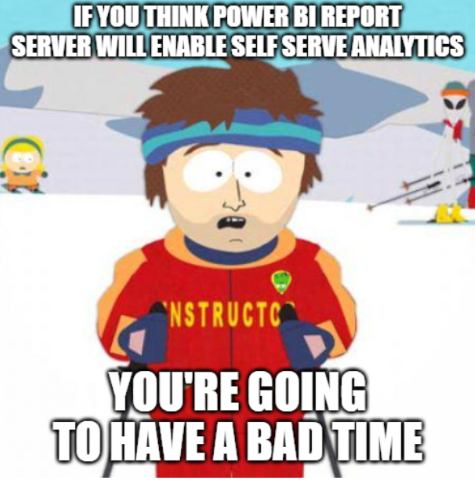 IF YOU THINK POWER BI REPORT
SERVER WILL ENABLE SELF SERVE ANALYTICS
INSTRUCTO
YOU'RE GOING
TO HAVE A BAD TIME